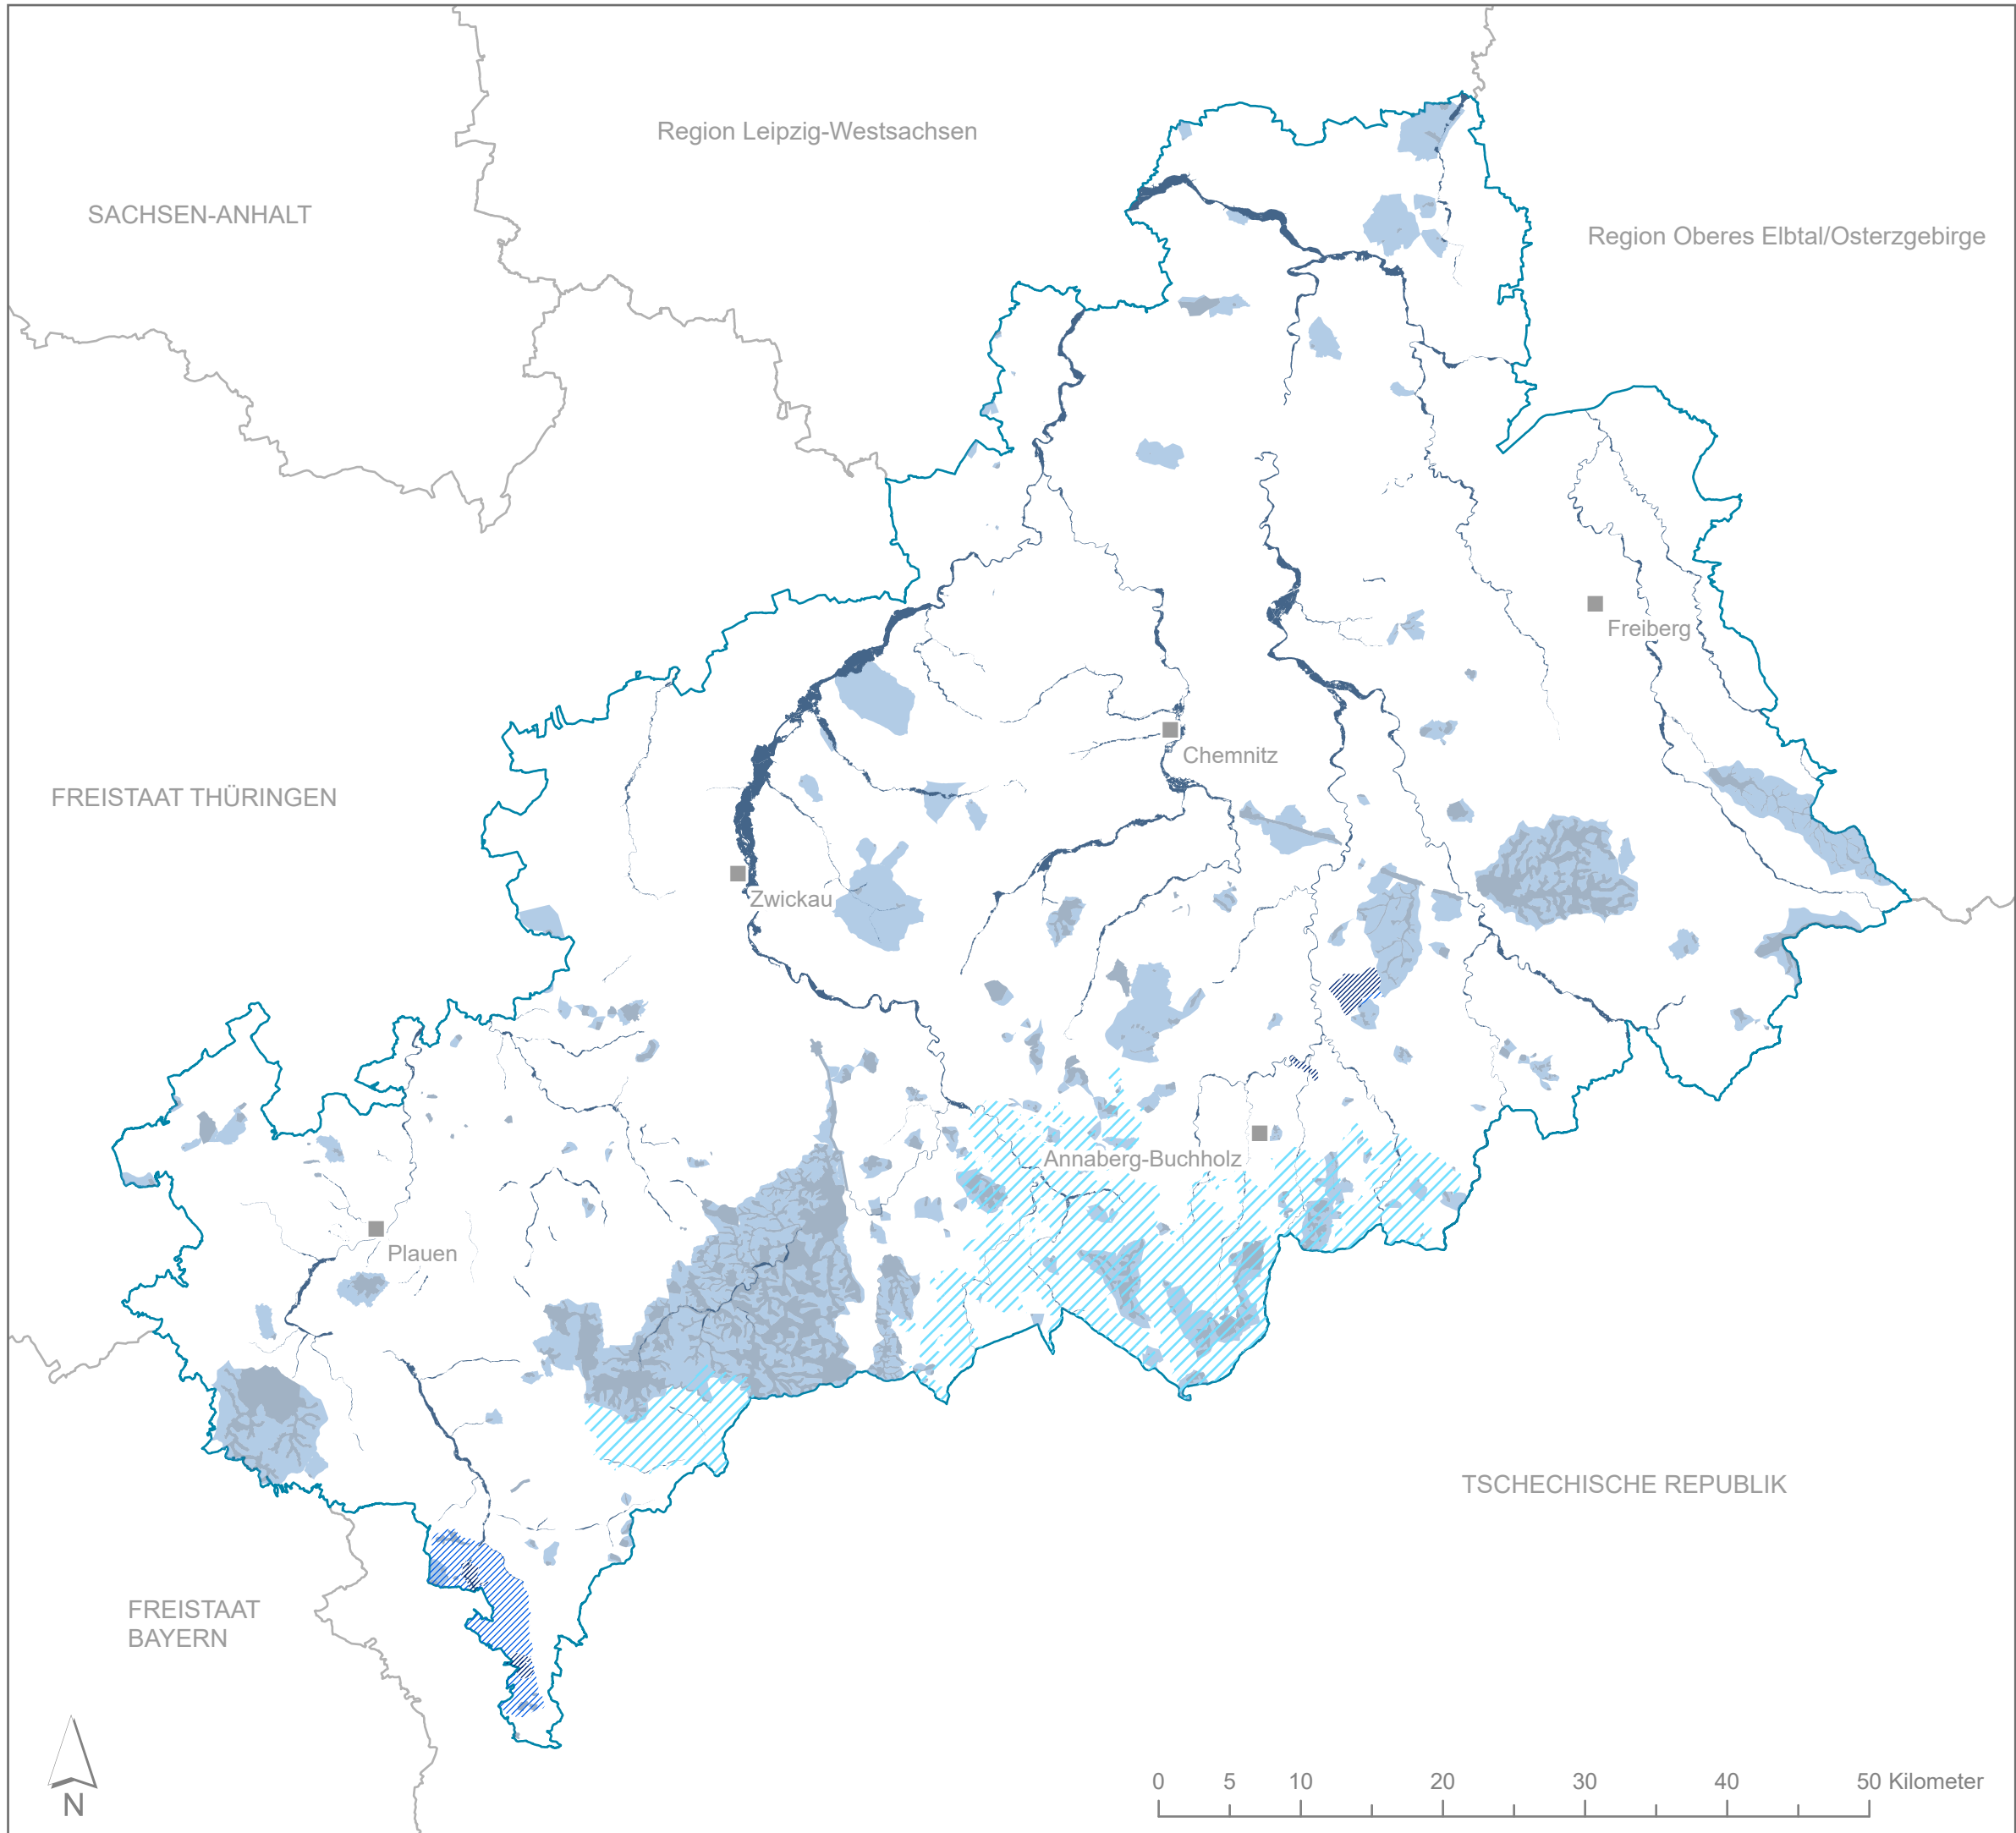 Region Leipzig-Westsachsen
SACHSEN-ANHALT
Region Oberes Elbtal/Osterzgebirge
Freiberg
Chemnitz
FREISTAAT THÜRINGEN
Zwickau
Annaberg-Buchholz
Plauen
TSCHECHISCHE REPUBLIK
FREISTAAT
BAYERN
N
0 5 10 20 30 40 50 Kilometer